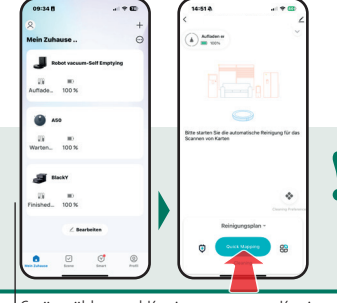 09:34
Mein Zuhause ..
Robot vacuum-Self Emptying
Auflade.. 100 %
A50
Warten... 100 %
BlackY
Finished... 100 %
Bearbeiten
Mein Zuhause Szene Smart Profil
14:51
Aufladen er
100%
Bitte starten Sie die automatische Reinigung für das
Scannen von Karten
Reinigungsplan
Quick Mapping